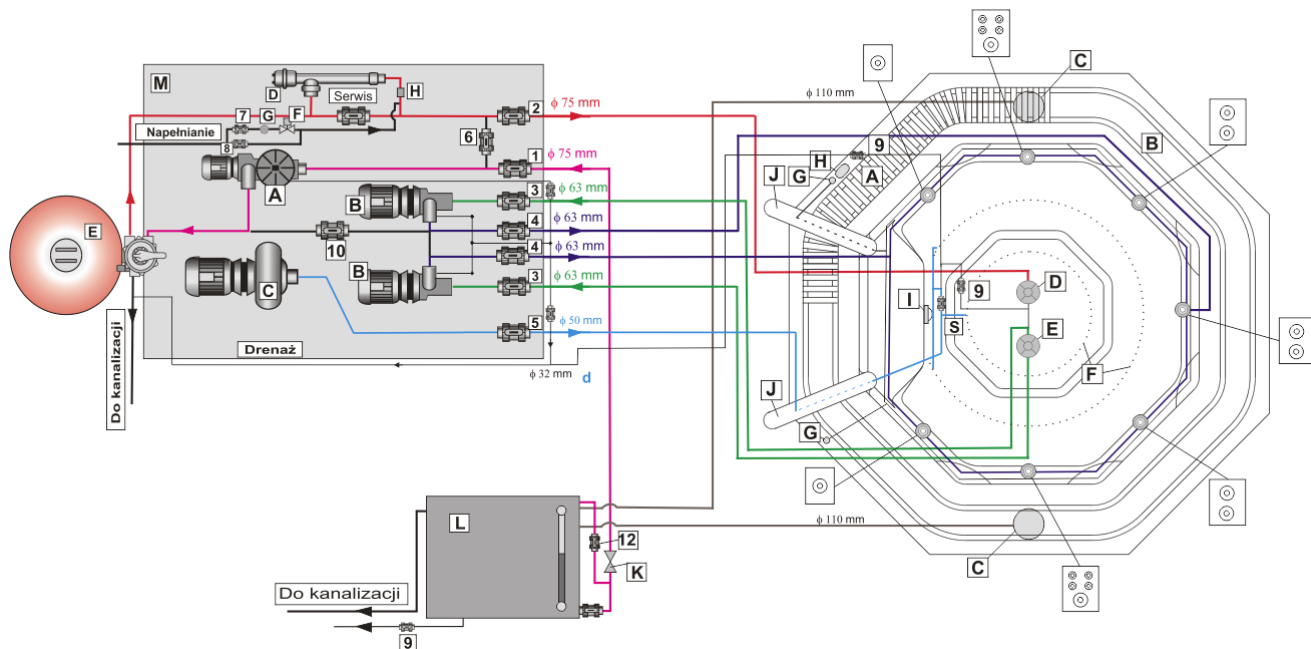 M
D
Serwis
H
7
G
F
Napełnianie
8
6
2
ϕ 75 mm
1
ϕ 75 mm
A
3
ϕ 63 mm
B
4
ϕ 63 mm
10
4
ϕ 63 mm
B
3
ϕ 63 mm
E
C
5
ϕ 50 mm
Drenaż
ϕ 32 mm
d
Do kanalizacji
ϕ 110 mm
C
B
9
H
A
G
J
D
9
I
S
E
F
J
G
ϕ 110 mm
C
L
12
K
Do kanalizacji
9